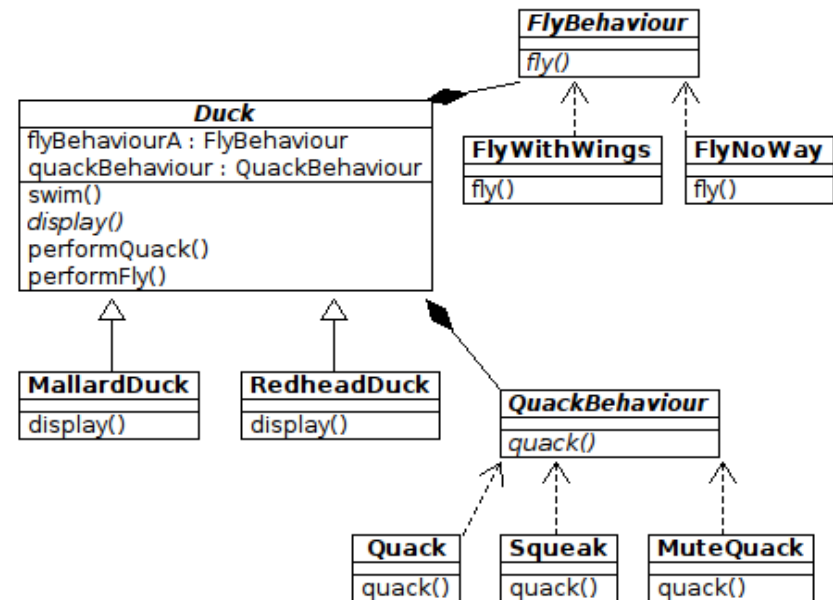 FlyBehaviour
fly()
Duck
flyBehaviourA : FlyBehaviour
quackBehaviour : QuackBehaviour
swim()
display()
performQuack()
performFly()
FlyWithWings
fly()
FlyNoWay
fly()
MallardDuck
display()
RedheadDuck
display()
QuackBehaviour
quack()
Quack
quack()
Squeak
quack()
MuteQuack
quack()